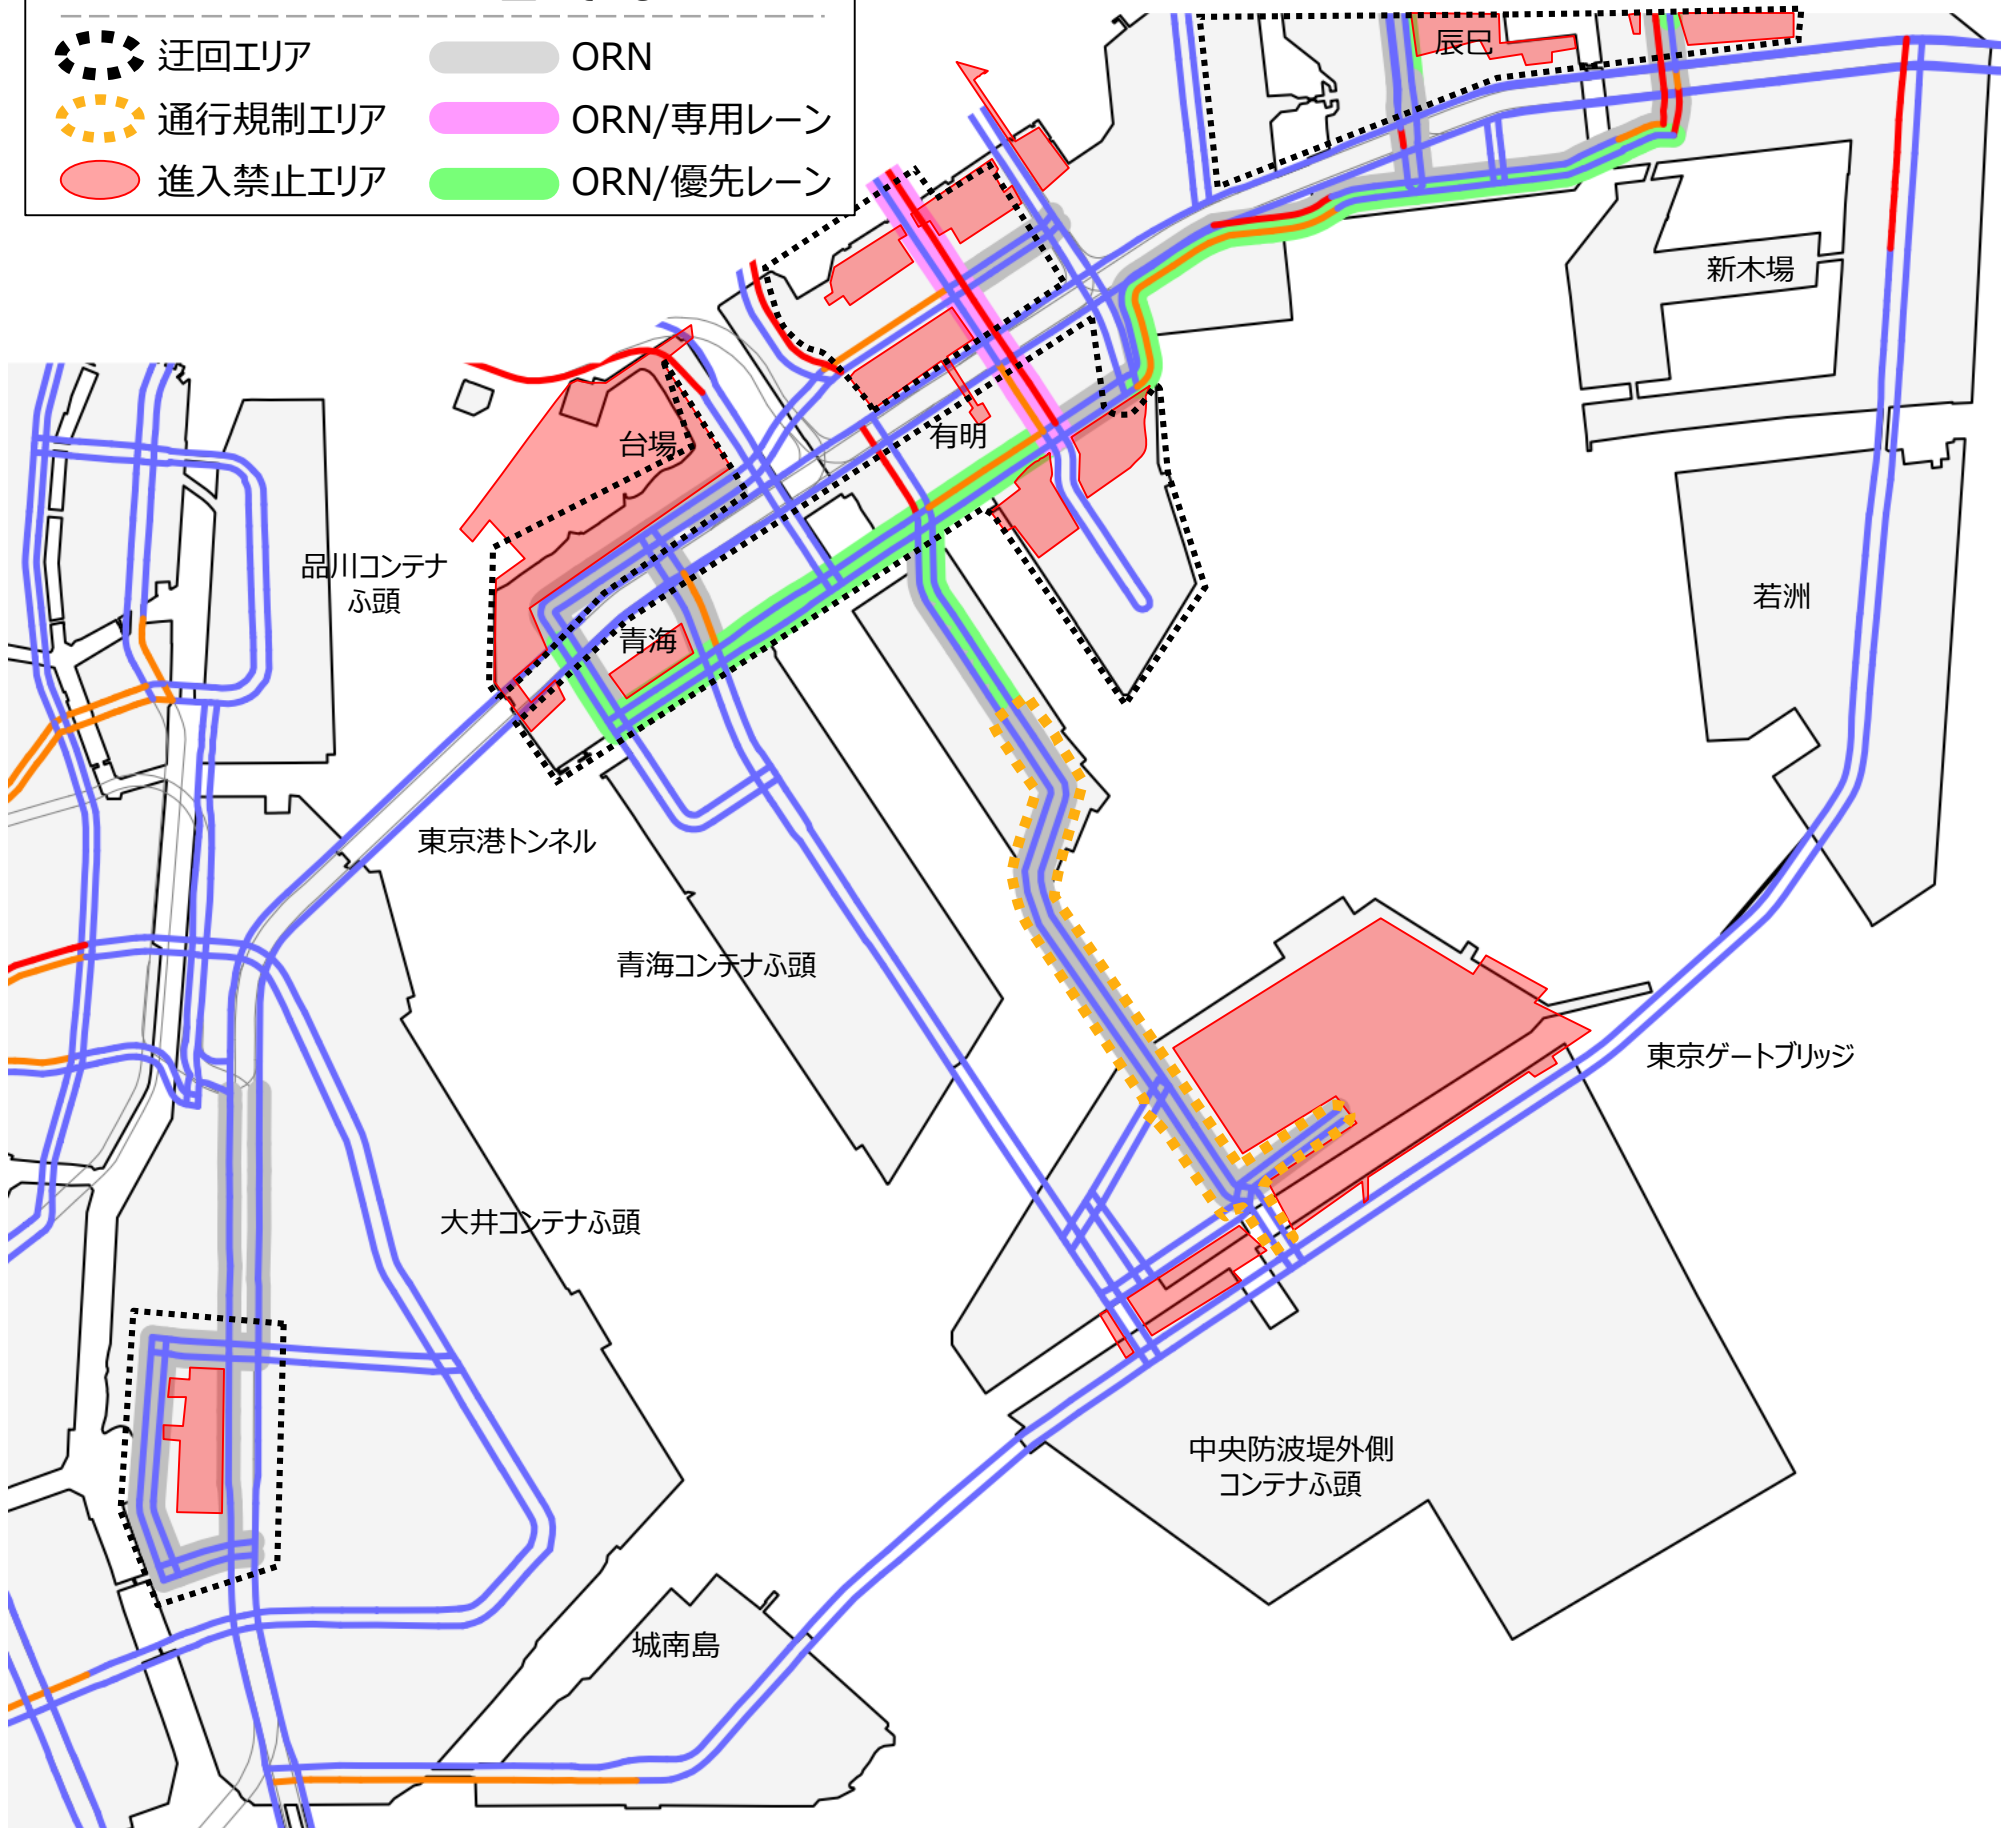 迂回エリア
ORN
通行規制エリア
ORN/専用レーン
進入禁止エリア
ORN/優先レーン
辰巳
新木場
台場
有明
品川コンテナ
ふ頭
青海
若洲
東京港トンネル
青海コンテナふ頭
東京ゲートブリッジ
大井コンテナふ頭
中央防波堤外側
コンテナふ頭
城南島